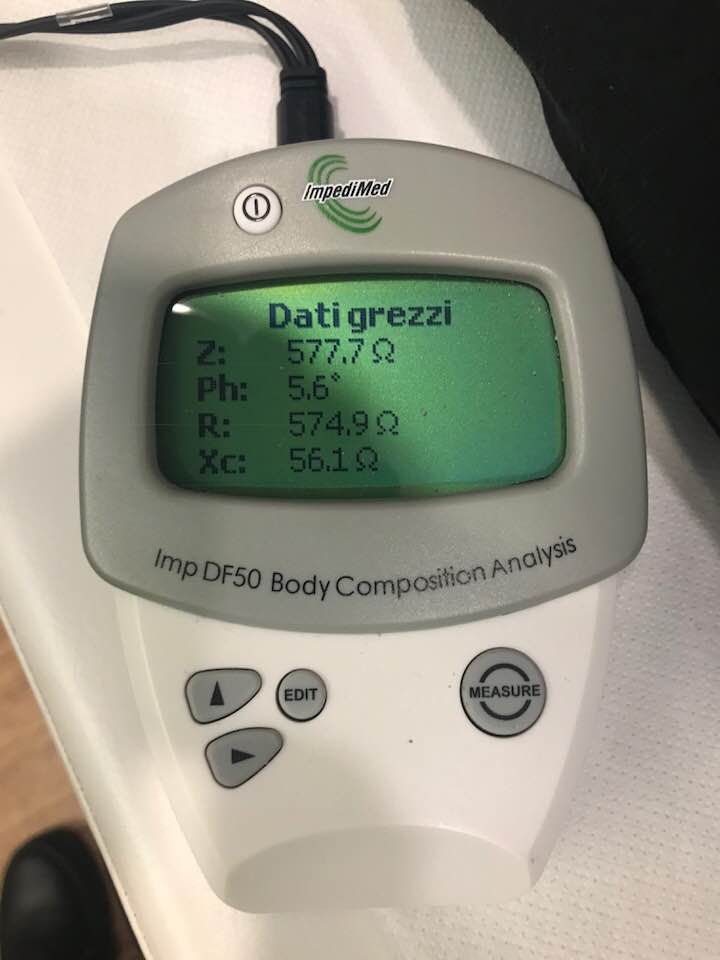 ImpediMed
Dati grezzi
Z: 577.7 Ω
Ph: 5.6°
R: 574.9 Ω
Xc: 56.1 Ω
Imp DF50 Body Composition Analysis
EDIT
MEASURE